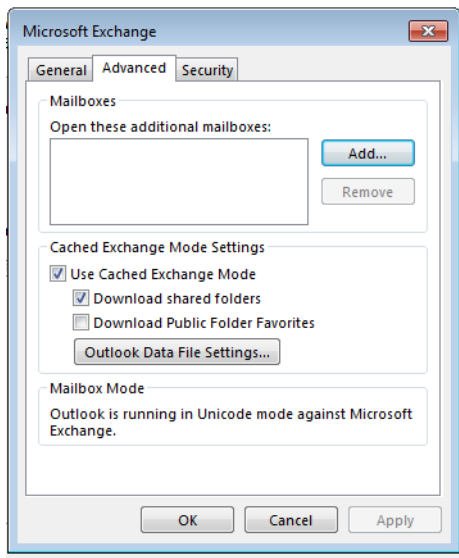 Microsoft Exchange
General
Advanced
Security
Mailboxes
Open these additional mailboxes:
Add...
Remove
Cached Exchange Mode Settings
Use Cached Exchange Mode
Download shared folders
Download Public Folder Favorites
Outlook Data File Settings...
Mailbox Mode
Outlook is running in Unicode mode against Microsoft
Exchange.
OK
Cancel
Apply